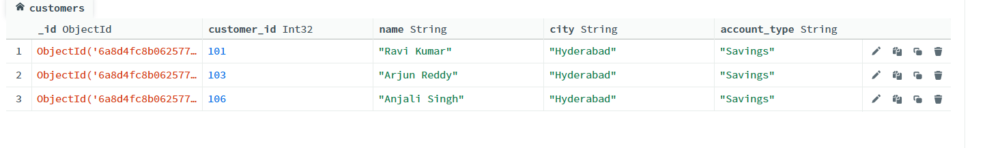 customers
_id ObjectId customer_id Int32 name String city String account_type String
1 ObjectId('6a8d4fc8b062577… 101 "Ravi Kumar" "Hyderabad" "Savings"
2 ObjectId('6a8d4fc8b062577… 103 "Arjun Reddy" "Hyderabad" "Savings"
3 ObjectId('6a8d4fc8b062577… 106 "Anjali Singh" "Hyderabad" "Savings"